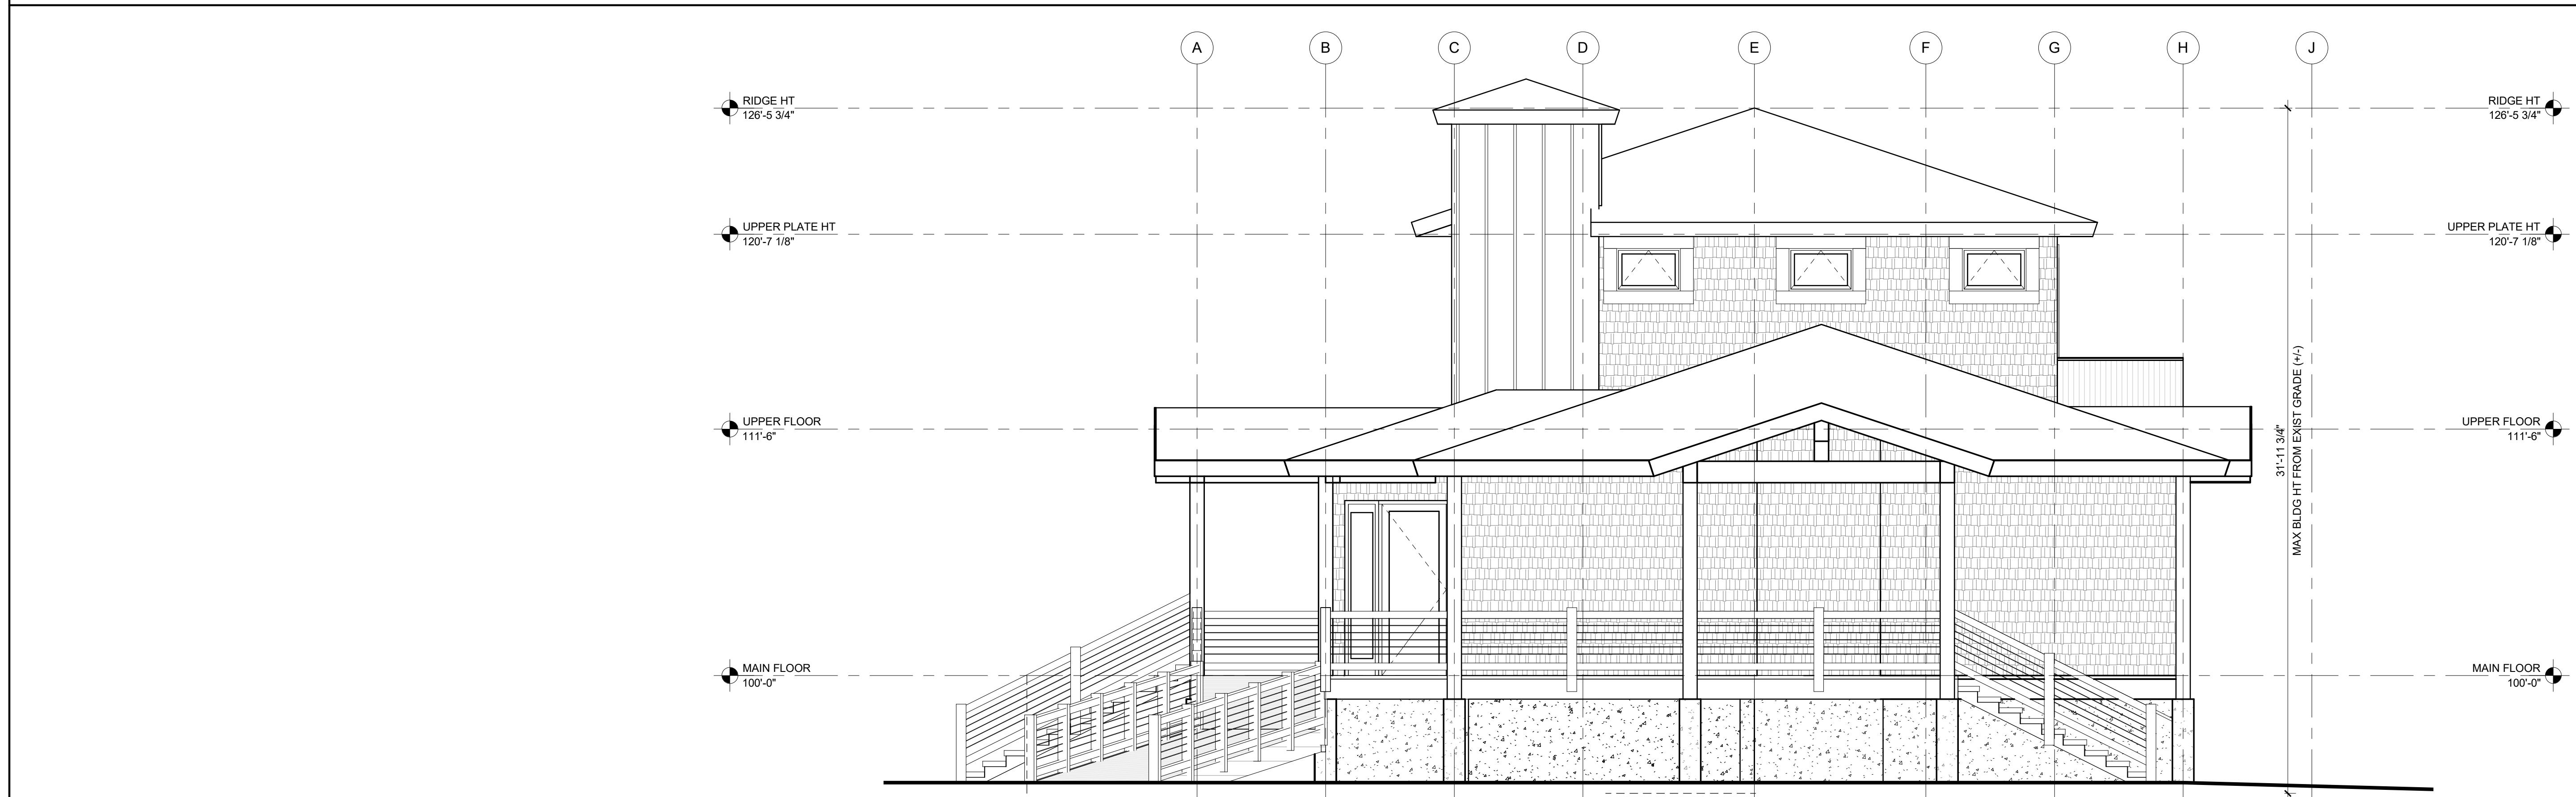 A B C D E F G H J
RIDGE HT
126'-5 3/4"
RIDGE HT
126'-5 3/4"
UPPER PLATE HT
120'-7 1/8"
UPPER PLATE HT
120'-7 1/8"
31'-11 3/4"
MAX BLDG HT FROM EXIST GRADE (+/-)
UPPER FLOOR
111'-6"
UPPER FLOOR
111'-6"
MAIN FLOOR
100'-0"
MAIN FLOOR
100'-0"